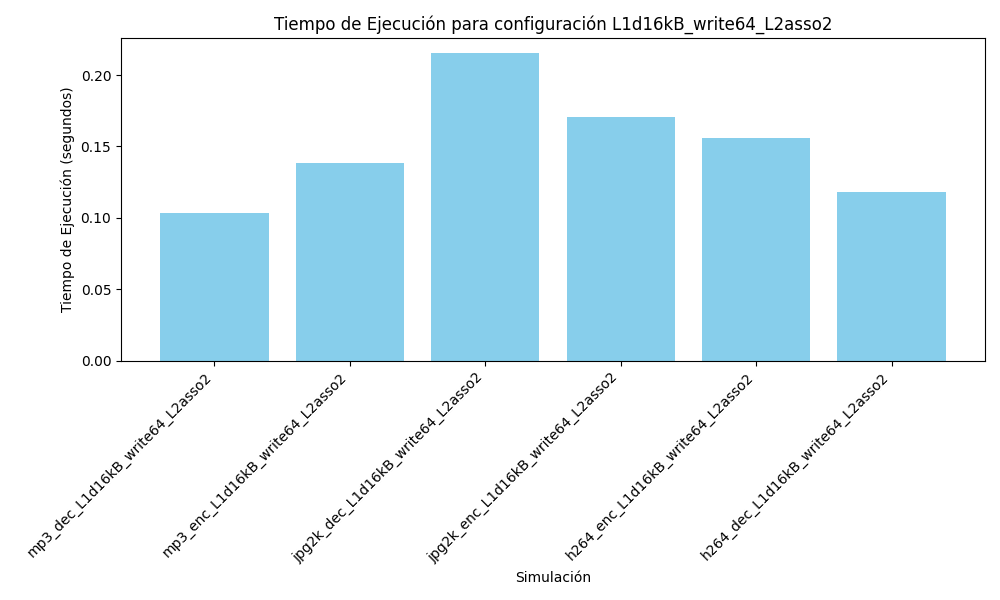 Tiempo de Ejecución para configuración L1d16kB_write64_L2asso2
Tiempo de Ejecución (segundos)
0.20
0.15
0.10
0.05
0.00
mp3_dec_L1d16kB_write64_L2asso2
mp3_enc_L1d16kB_write64_L2asso2
jpg2k_dec_L1d16kB_write64_L2asso2
jpg2k_enc_L1d16kB_write64_L2asso2
h264_enc_L1d16kB_write64_L2asso2
h264_dec_L1d16kB_write64_L2asso2
Simulación